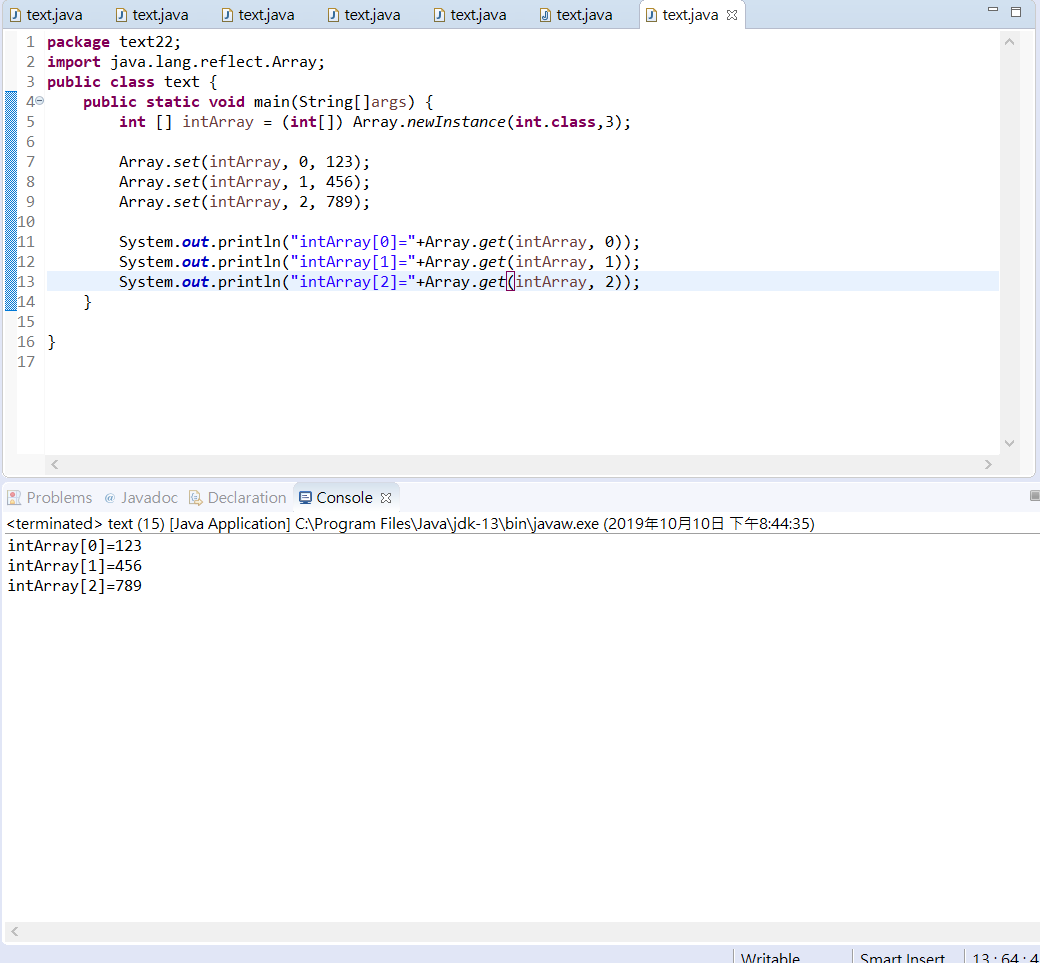 text.java text.java text.java text.java text.java text.java text.java
1 package text22;
2 import java.lang.reflect.Array;
3 public class text {
4 public static void main(String[]args) {
5 int [] intArray = (int[]) Array.newInstance(int.class,3);
6
7 Array.set(intArray, 0, 123);
8 Array.set(intArray, 1, 456);
9 Array.set(intArray, 2, 789);
10
11 System.out.println("intArray[0]="+Array.get(intArray, 0));
12 System.out.println("intArray[1]="+Array.get(intArray, 1));
13 System.out.println("intArray[2]="+Array.get(intArray, 2));
14 }
15
16 }
17
Problems Javadoc Declaration Console
<terminated> text (15) [Java Application] C:\Program Files\Java\jdk-13\bin\javaw.exe (2019年10月10日 下午8:44:35)
intArray[0]=123
intArray[1]=456
intArray[2]=789
Writable Smart Insert 13 : 64 : 4